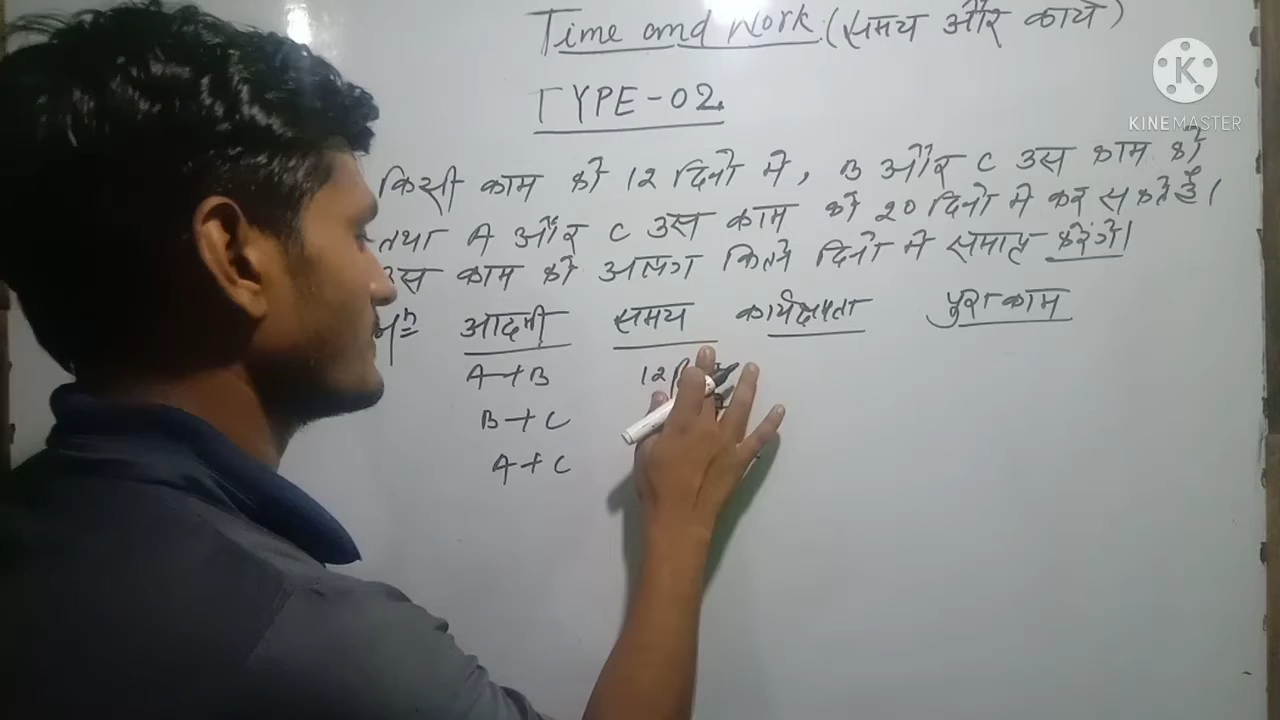 Time and Work (समय और कार्य)
KINEMASTER
TYPE-02
किसी काम को 12 दिनो मे, B और C उस काम को
तथा A और C उस काम को 20 दिनो मे कर सकते है।
उस काम को अलग कितने दिनो मे समाप्त करेंगे।
आदमी समय कार्यक्षमता पुरा काम
A+B 12
B+C
A+C